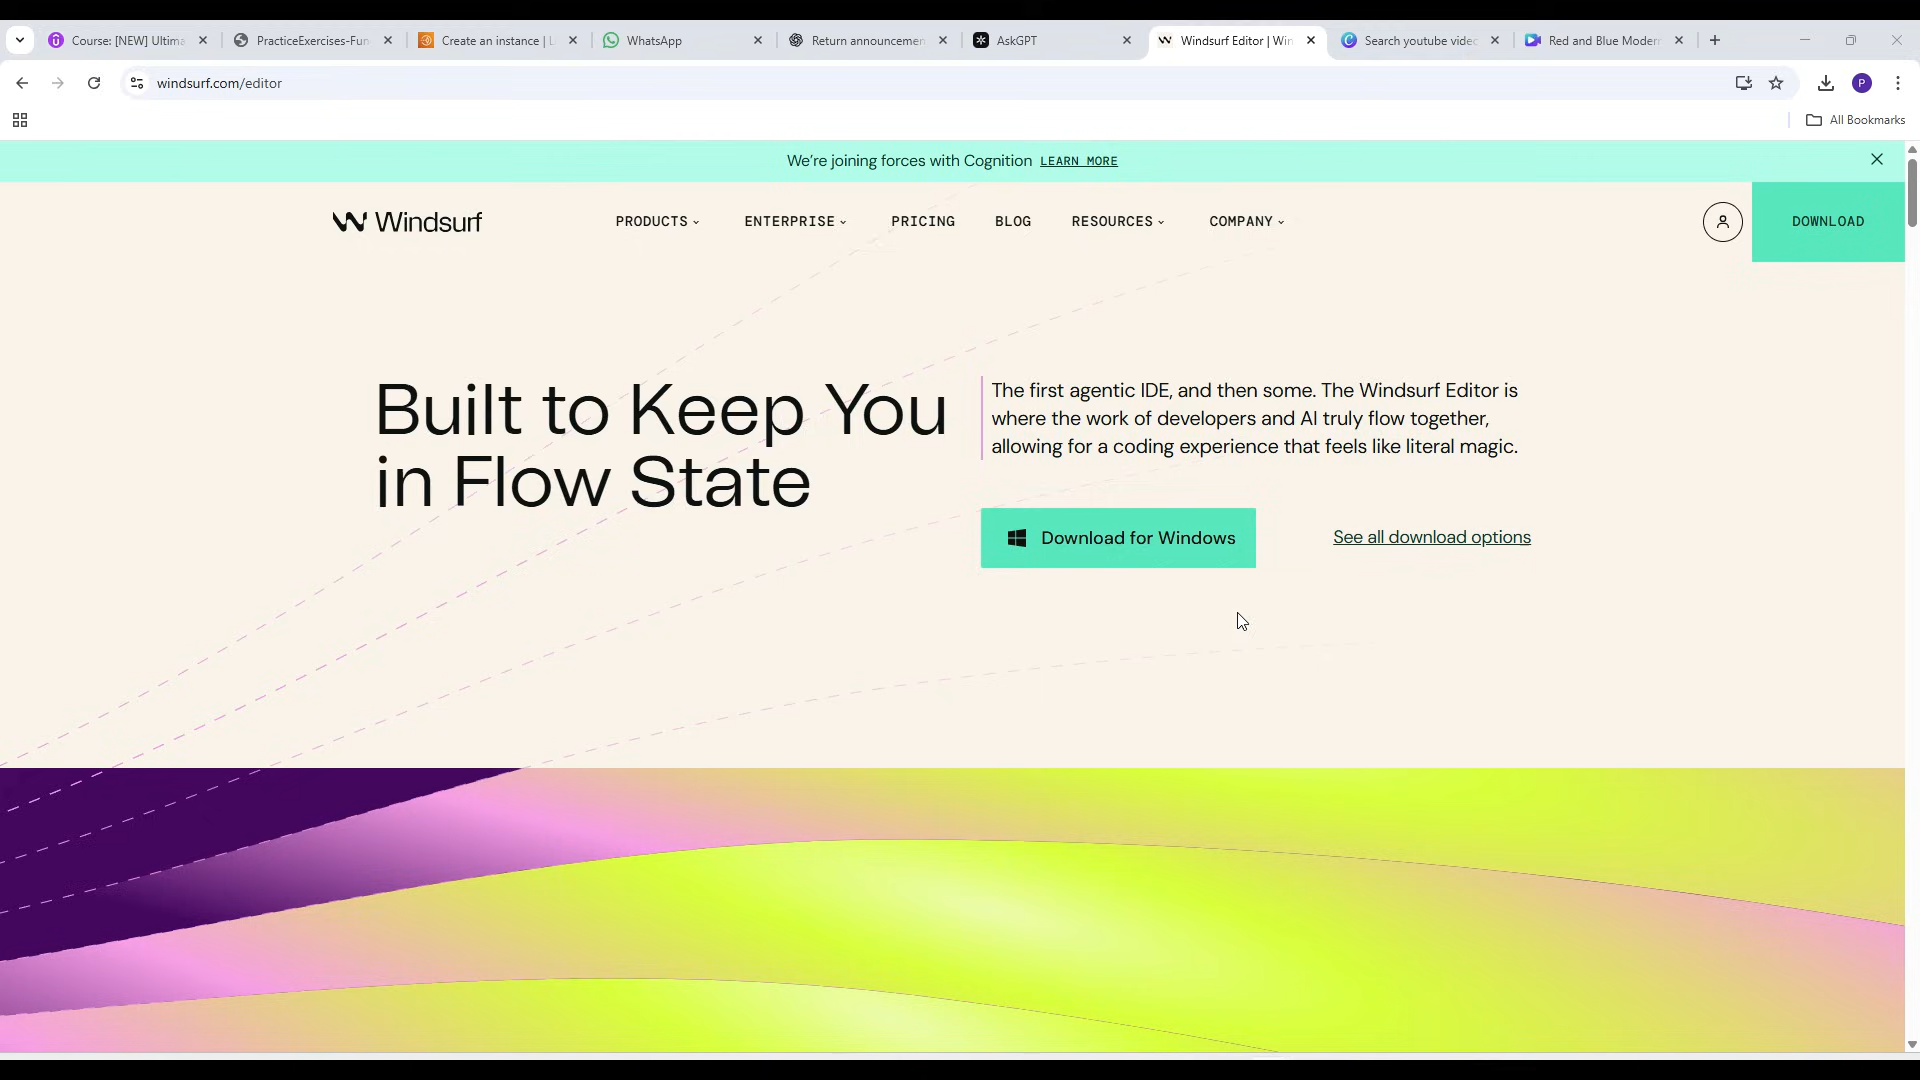 Course: [NEW] Ultima
PracticeExercises-Fun
Create an instance | L
WhatsApp
Return announcemen
AskGPT
Windsurf Editor | Win
Search youtube video
Red and Blue Modern
windsurf.com/editor
P
All Bookmarks
We're joining forces with Cognition LEARN MORE
Windsurf
PRODUCTS
ENTERPRISE
PRICING
BLOG
RESOURCES
COMPANY
DOWNLOAD
Built to Keep You
in Flow State
The first agentic IDE, and then some. The Windsurf Editor is
where the work of developers and AI truly flow together,
allowing for a coding experience that feels like literal magic.
Download for Windows
See all download options